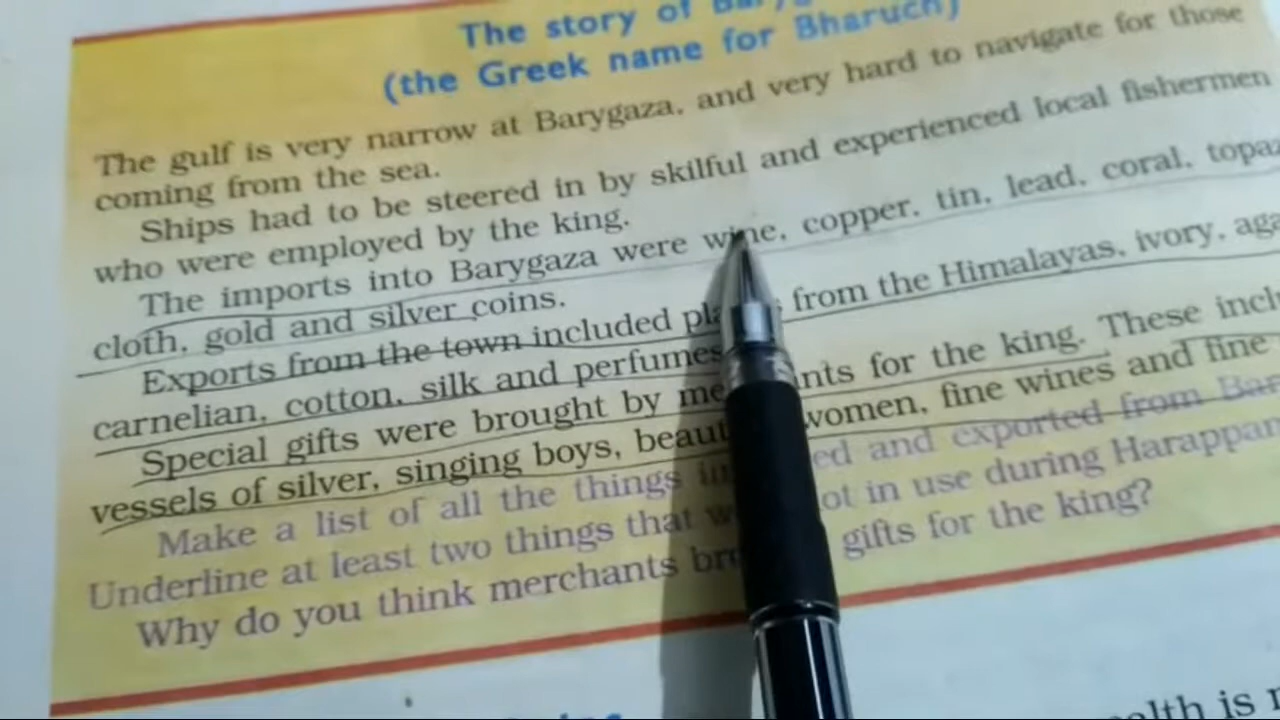 The story of
(the Greek name for Bharuch)
The gulf is very narrow at Barygaza, and very hard to navigate for those
coming from the sea.
Ships had to be steered in by skilful and experienced local fishermen
who were employed by the king.
The imports into Barygaza were wine, copper, tin, lead, coral, topaz
cloth, gold and silver coins.
Exports from the town included from the Himalayas, ivory,
carnelian, cotton, silk and perfumes
Special gifts were brought by for the king. These
vessels of silver, singing boys, women, fine wines and fine
Make a list of all the things and exported from
Underline at least two things that in use during
Why do you think merchants gifts for the king?